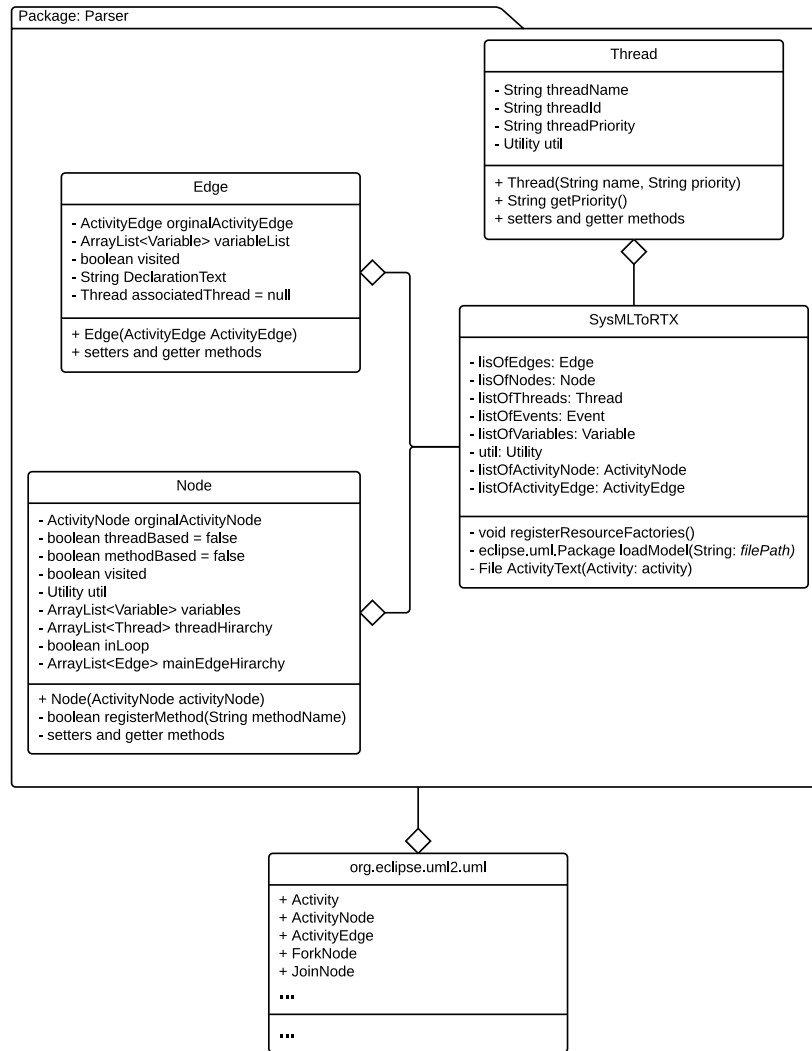 Package: Parser
Thread
- String threadName
- String threadId
- String threadPriority
- Utility util
+ Thread(String name, String priority)
+ String getPriority()
+ setters and getter methods
Edge
- ActivityEdge orginalActivityEdge
- ArrayList<Variable> variableList
- boolean visited
- String DeclarationText
- Thread associatedThread = null
+ Edge(ActivityEdge ActivityEdge)
+ setters and getter methods
SysMLToRTX
- lisOfEdges: Edge
- lisOfNodes: Node
- listOfThreads: Thread
- listOfEvents: Event
- listOfVariables: Variable
- util: Utility
- listOfActivityNode: ActivityNode
- listOfActivityEdge: ActivityEdge
- void registerResourceFactories()
- eclipse.uml.Package loadModel(String: filePath)
- File ActivityText(Activity: activity)
Node
- ActivityNode orginalActivityNode
- boolean threadBased = false
- boolean methodBased = false
- boolean visited
- Utility util
- ArrayList<Variable> variables
- ArrayList<Thread> threadHirarchy
- boolean inLoop
- ArrayList<Edge> mainEdgeHirarchy
+ Node(ActivityNode activityNode)
- boolean registerMethod(String methodName)
- setters and getter methods
org.eclipse.uml2.uml
+ Activity
+ ActivityNode
+ ActivityEdge
+ ForkNode
+ JoinNode
...
...